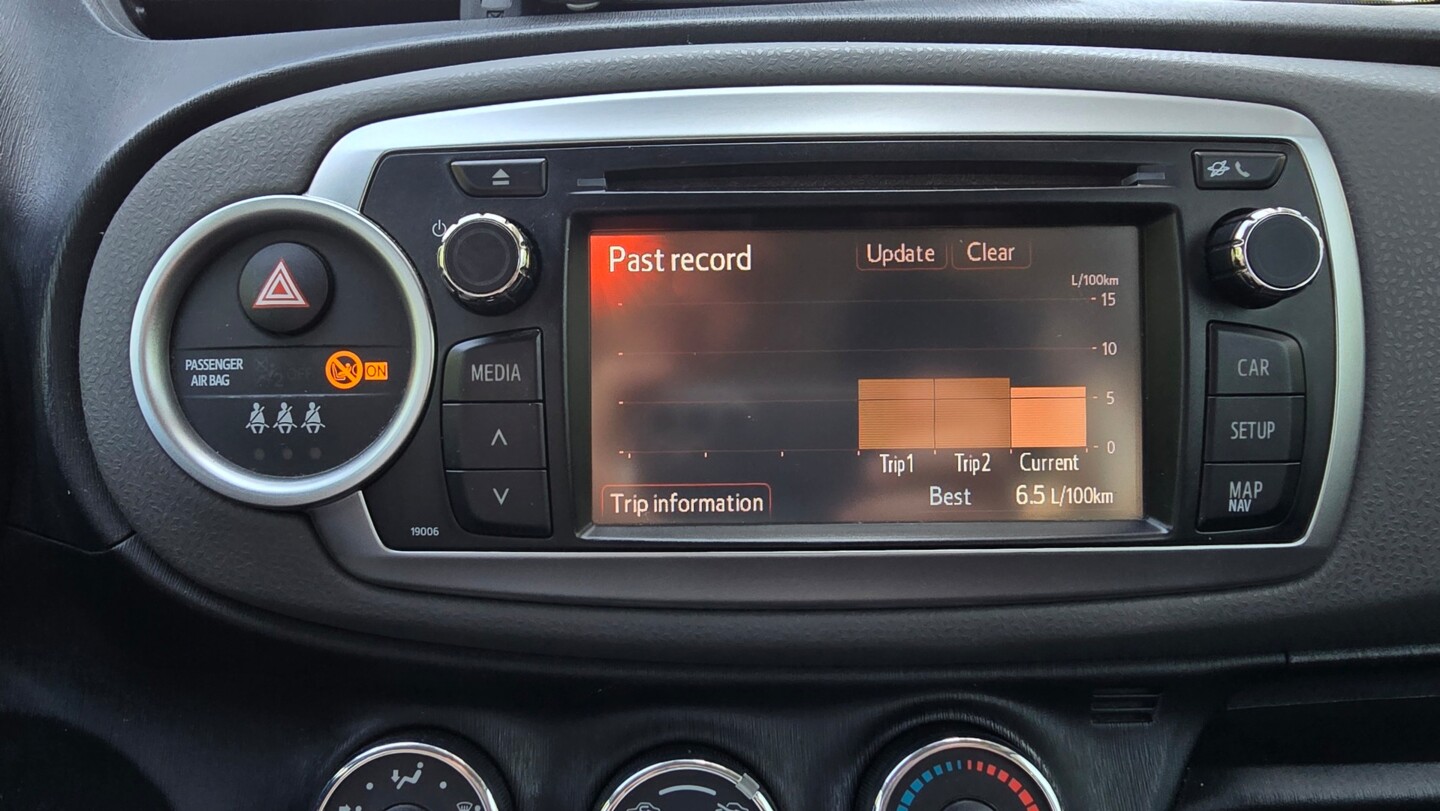 Past record
Update
Clear
L/100km
15
10
5
0
Trip1
Trip2
Current
Best
6.5 L/100km
Trip information
PASSENGER
AIR BAG
ON
MEDIA
19006
CAR
SETUP
MAP
NAV